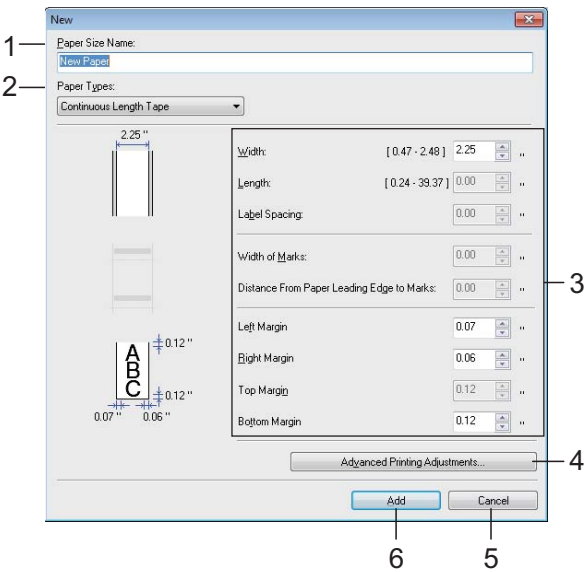 New
1 Paper Size Name:
New Paper
2 Paper Types:
Continuous Length Tape
2.25 "
Width: [ 0.47 - 2.48 ] 2.25 "
Length: [ 0.24 - 39.37 ] 0.00 "
Label Spacing: 0.00 "
Width of Marks: 0.00 "
Distance From Paper Leading Edge to Marks: 0.00 " 3
0.12 "
A
B
C
0.12 "
0.07 " 0.06 "
Left Margin 0.07 "
Right Margin 0.06 "
Top Margin 0.12 "
Bottom Margin 0.12 "
Advanced Printing Adjustments... 4
Add Cancel
6 5